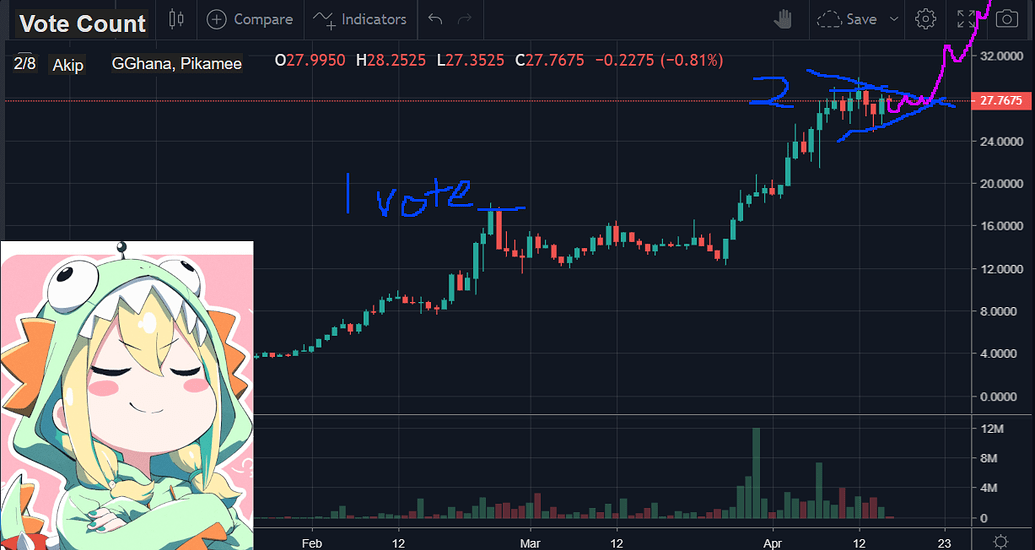 Vote Count
Compare
Indicators
Save
2/8 Akip GGhana, Pikamee
O27.9950 H28.2525 L27.3525 C27.7675 −0.2275 (−0.81%)
32.0000
2
27.7675
24.0000
20.0000
1 vote
16.0000
12.0000
8.0000
4.0000
0.0000
12M
8M
4M
0
Feb 12 Mar 12 Apr 12 23